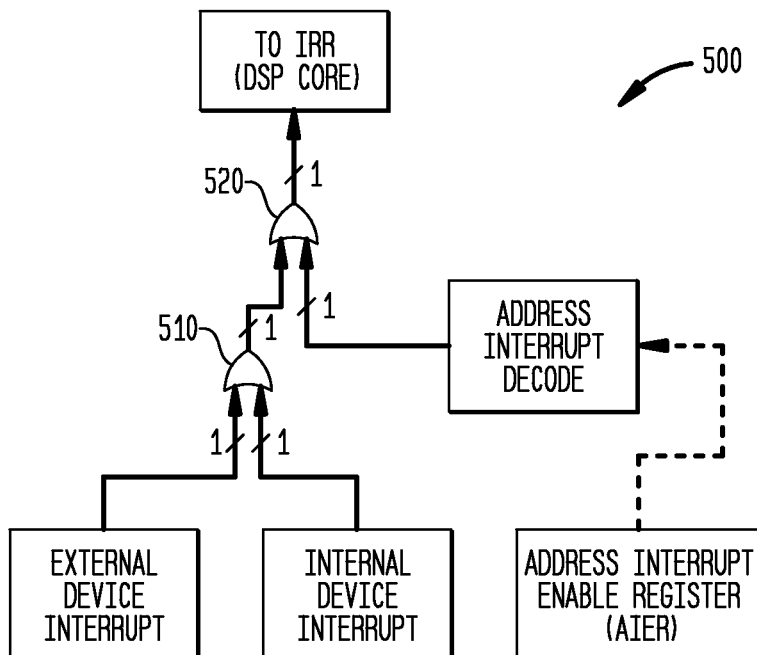 TO IRR
(DSP CORE)
500
520
1
1
510
1
ADDRESS
INTERRUPT
DECODE
1
1
EXTERNAL
DEVICE
INTERRUPT
INTERNAL
DEVICE
INTERRUPT
ADDRESS INTERRUPT
ENABLE REGISTER
(AIER)